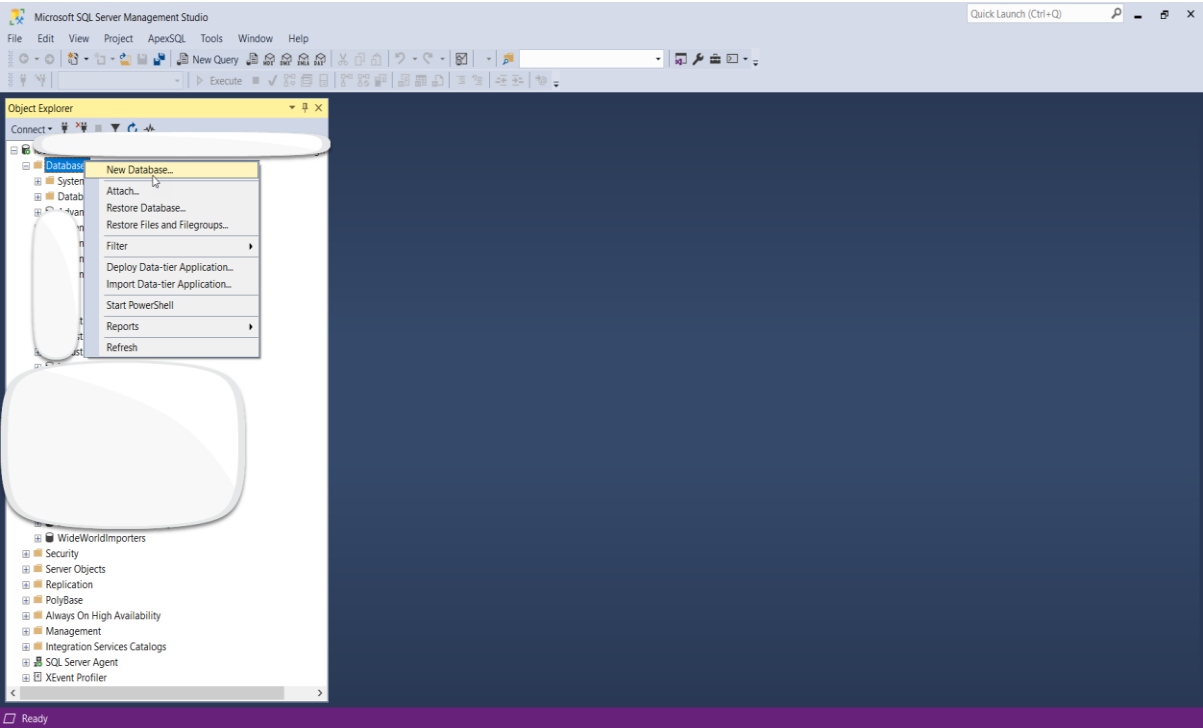 Microsoft SQL Server Management Studio
Quick Launch (Ctrl+Q)
File Edit View Project ApexSQL Tools Window Help
New Query
Execute
Object Explorer
Connect
Database
New Database...
System
Attach...
Datab
Restore Database...
Restore Files and Filegroups...
Filter
Deploy Data-tier Application...
Import Data-tier Application...
Start PowerShell
Reports
Refresh
WideWorldImporters
Security
Server Objects
Replication
PolyBase
Always On High Availability
Management
Integration Services Catalogs
SQL Server Agent
XEvent Profiler
Ready